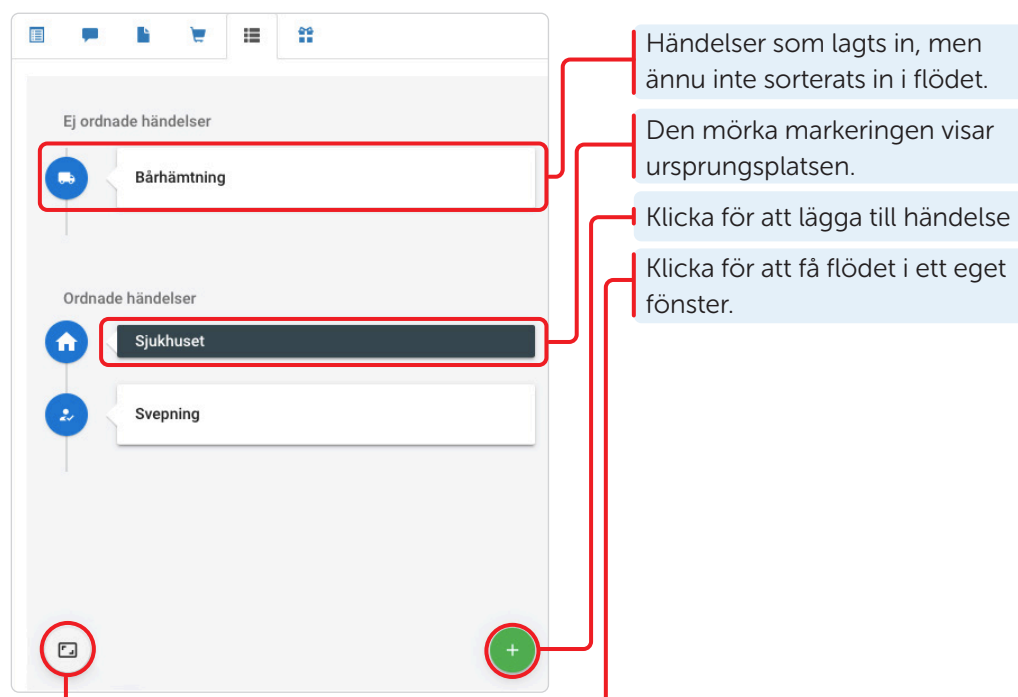 Händelser som lagts in, men
ännu inte sorterats in i flödet.
Ej ordnade händelser
Den mörka markeringen visar
ursprungsplatsen.
Bårhämtning
Klicka för att lägga till händelse
Klicka för att få flödet i ett eget
fönster.
Ordnade händelser
Sjukhuset
Svepning